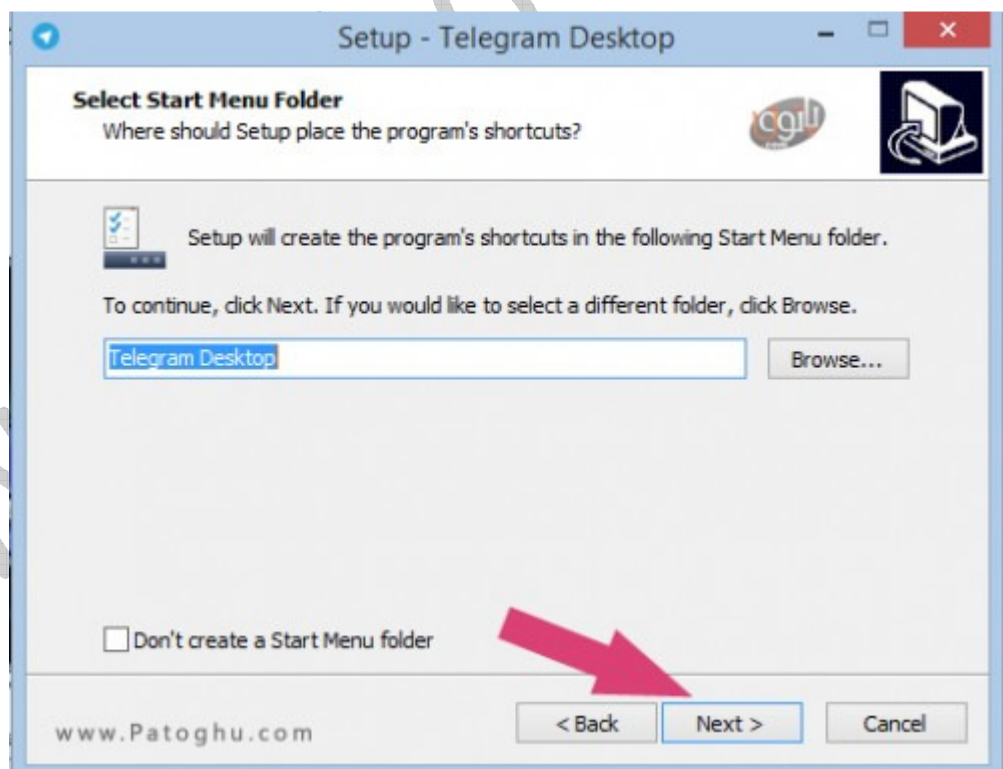 Setup - Telegram Desktop
Select Start Menu Folder
Where should Setup place the program's shortcuts?
Setup will create the program's shortcuts in the following Start Menu folder.
To continue, click Next. If you would like to select a different folder, click Browse.
Telegram Desktop
Browse...
Don't create a Start Menu folder
www.Patoghu.com
< Back
Next >
Cancel